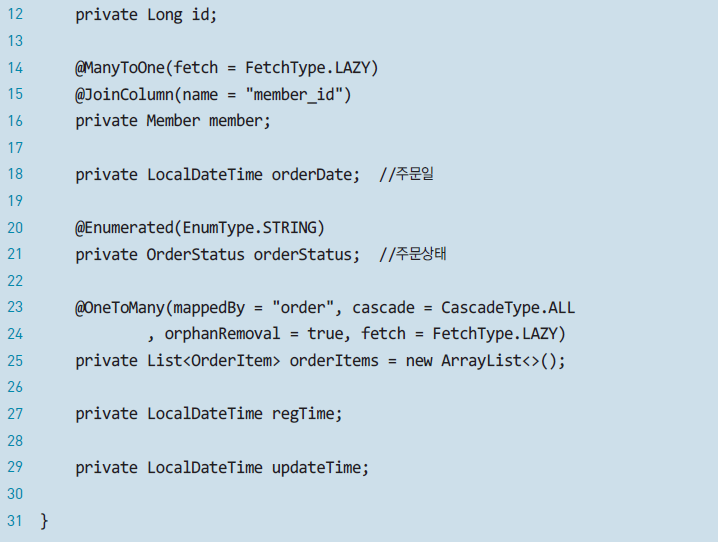 12 private Long id;
13
14 @ManyToOne(fetch = FetchType.LAZY)
15 @JoinColumn(name = "member_id")
16 private Member member;
17
18 private LocalDateTime orderDate; //주문일
19
20 @Enumerated(EnumType.STRING)
21 private OrderStatus orderStatus; //주문상태
22
23 @OneToMany(mappedBy = "order", cascade = CascadeType.ALL
24 , orphanRemoval = true, fetch = FetchType.LAZY)
25 private List<OrderItem> orderItems = new ArrayList<>();
26
27 private LocalDateTime regTime;
28
29 private LocalDateTime updateTime;
30
31 }